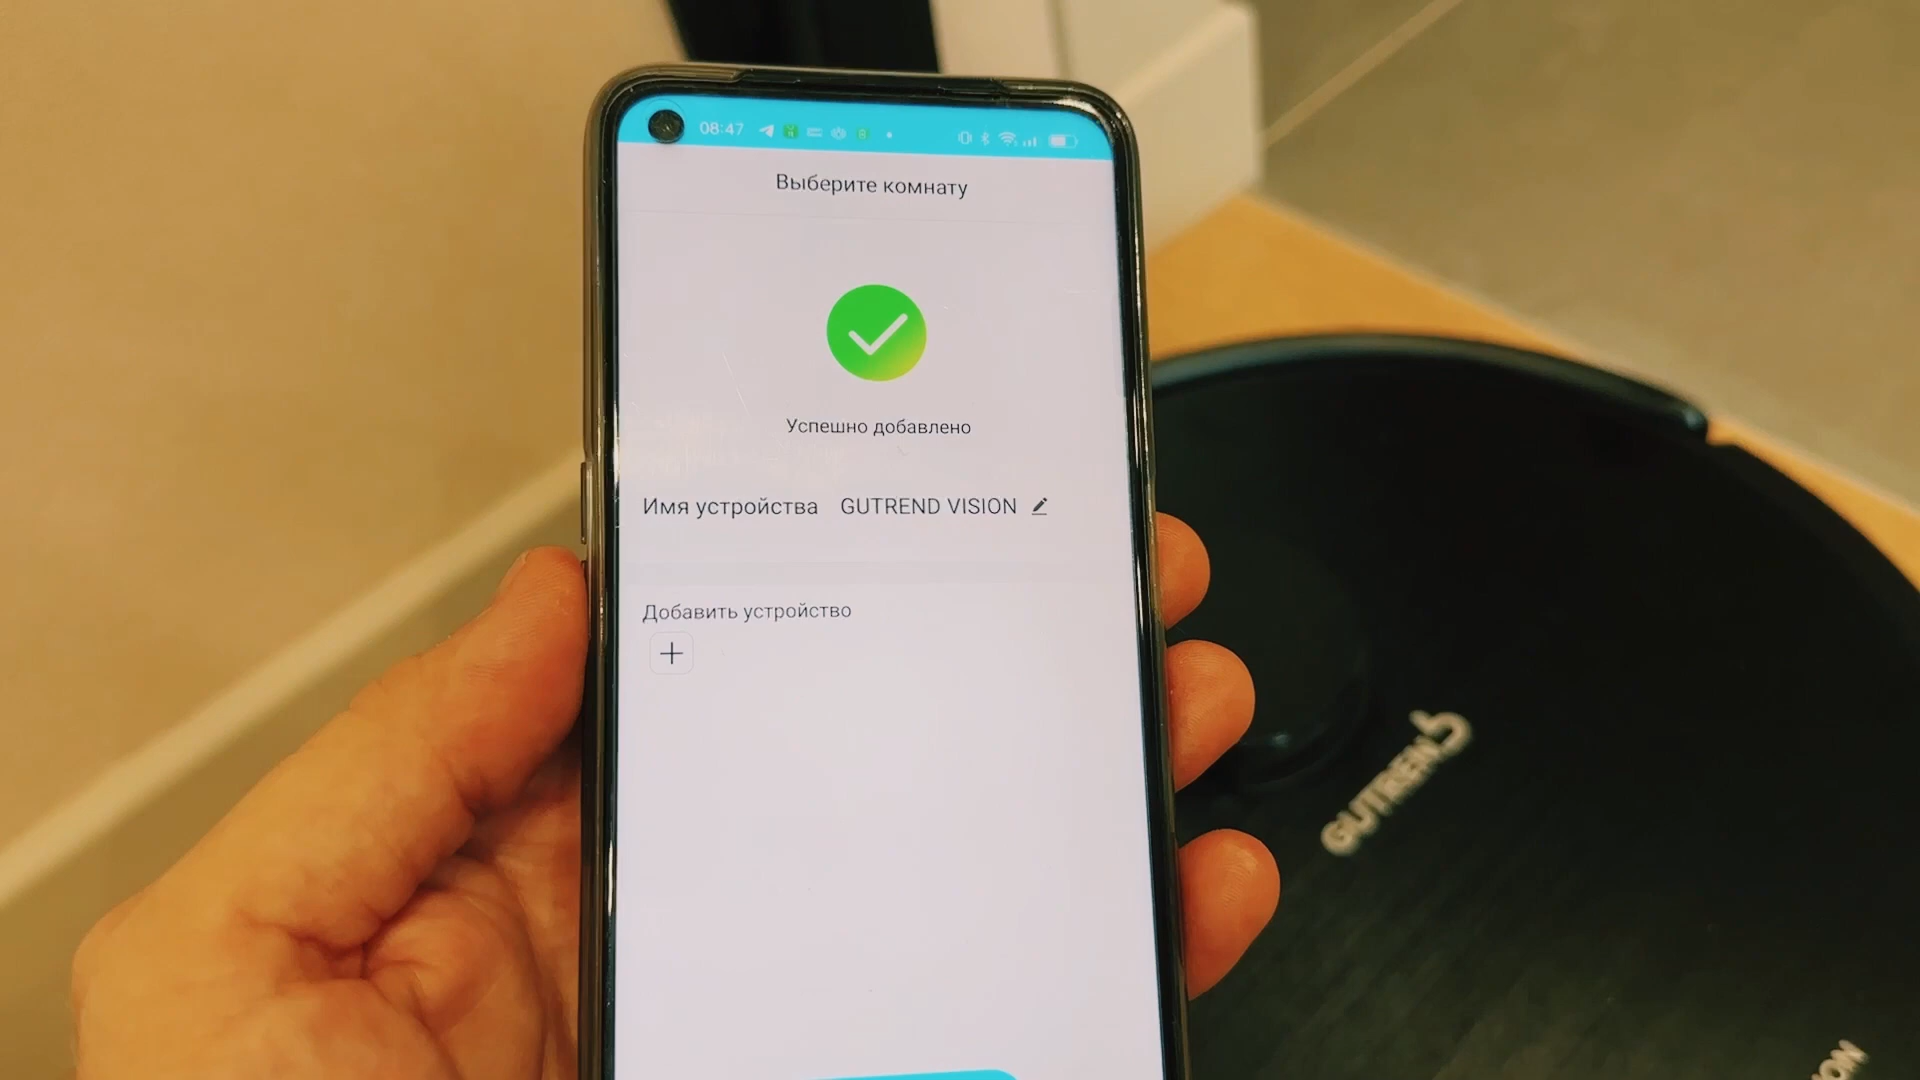 08:47
Выберите комнату
Успешно добавлено
Имя устройства GUTREND VISION
Добавить устройство
GUTREND